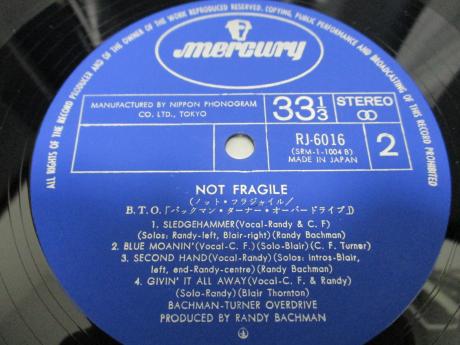 ALL RIGHTS OF THE RECORD PRODUCER AND OF THE OWNER OF THE WORK REPRODUCED RESERVED. COPYING, PUBLIC PERFORMANCE AND BROADCASTING OF THIS RECORD PROHIBITED
mercury
MANUFACTURED BY NIPPON PHONOGRAM
CO. LTD., TOKYO
33 1/3
STEREO
RJ-6016
(SRM-1-1004 B)
MADE IN JAPAN
2
NOT FRAGILE
(ノット・フラジャイル/
B.T.O.「バックマン・ターナー・オーバードライブ」)
1. SLEDGEHAMMER(Vocal-Randy & C. F)
(Solos: Randy-left, Blair-right) (Randy Bachman)
2. BLUE MOANIN'(Vocal-C. F.)(Solo-Blair) (C. F. Turner)
3. SECOND HAND(Vocal-Randy) (Solos: intros-Blair,
left, end-Randy-centre) (Randy Bachman)
4. GIVIN' IT ALL AWAY(Vocal-C. F. & Randy)
(Solo-Randy) (Blair Thornton)
BACHMAN-TURNER OVERDRIVE
PRODUCED BY RANDY BACHMAN